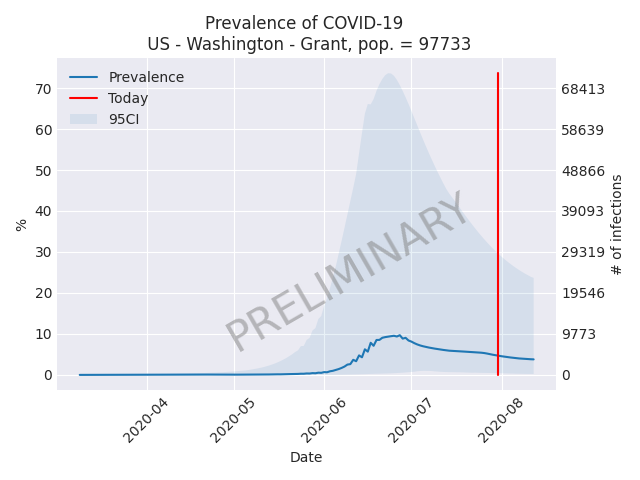 Prevalence of COVID-19
US - Washington - Grant, pop. = 97733
Prevalence
Today
95CI
70
60
50
40
30
20
10
0
%
68413
58639
48866
39093
29319
19546
9773
0
# of infections
PRELIMINARY
2020-04
2020-05
2020-06
2020-07
2020-08
Date